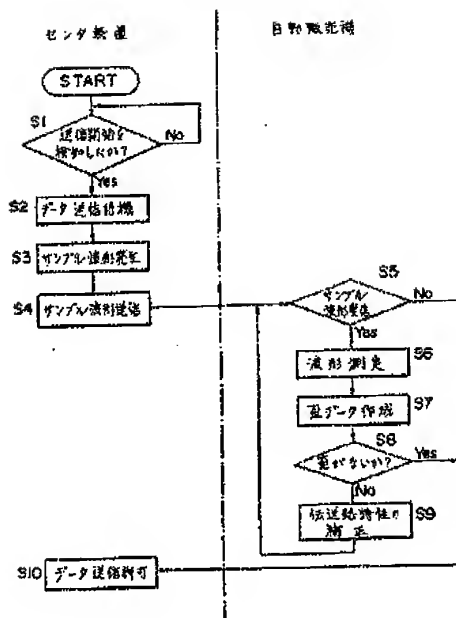 センタ装置
自動販売機
START
S1
送信開始を
検知したか?
No
Yes
S2
データ送信待機
S3
サンプル波形発生
S4
サンプル波形送信
S5
サンプル
波形受信
No
Yes
S6
波形測定
S7
歪データ作成
S8
歪がないか?
Yes
No
伝送路特性の
補正
S9
S10
データ送信許可